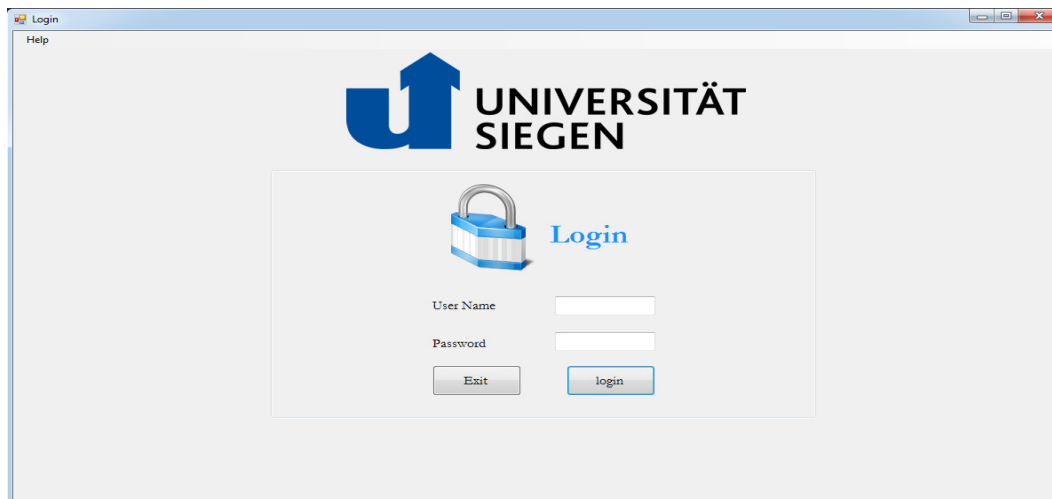 Login
Help
UNIVERSITÄT
SIEGEN
Login
User Name
Password
Exit login